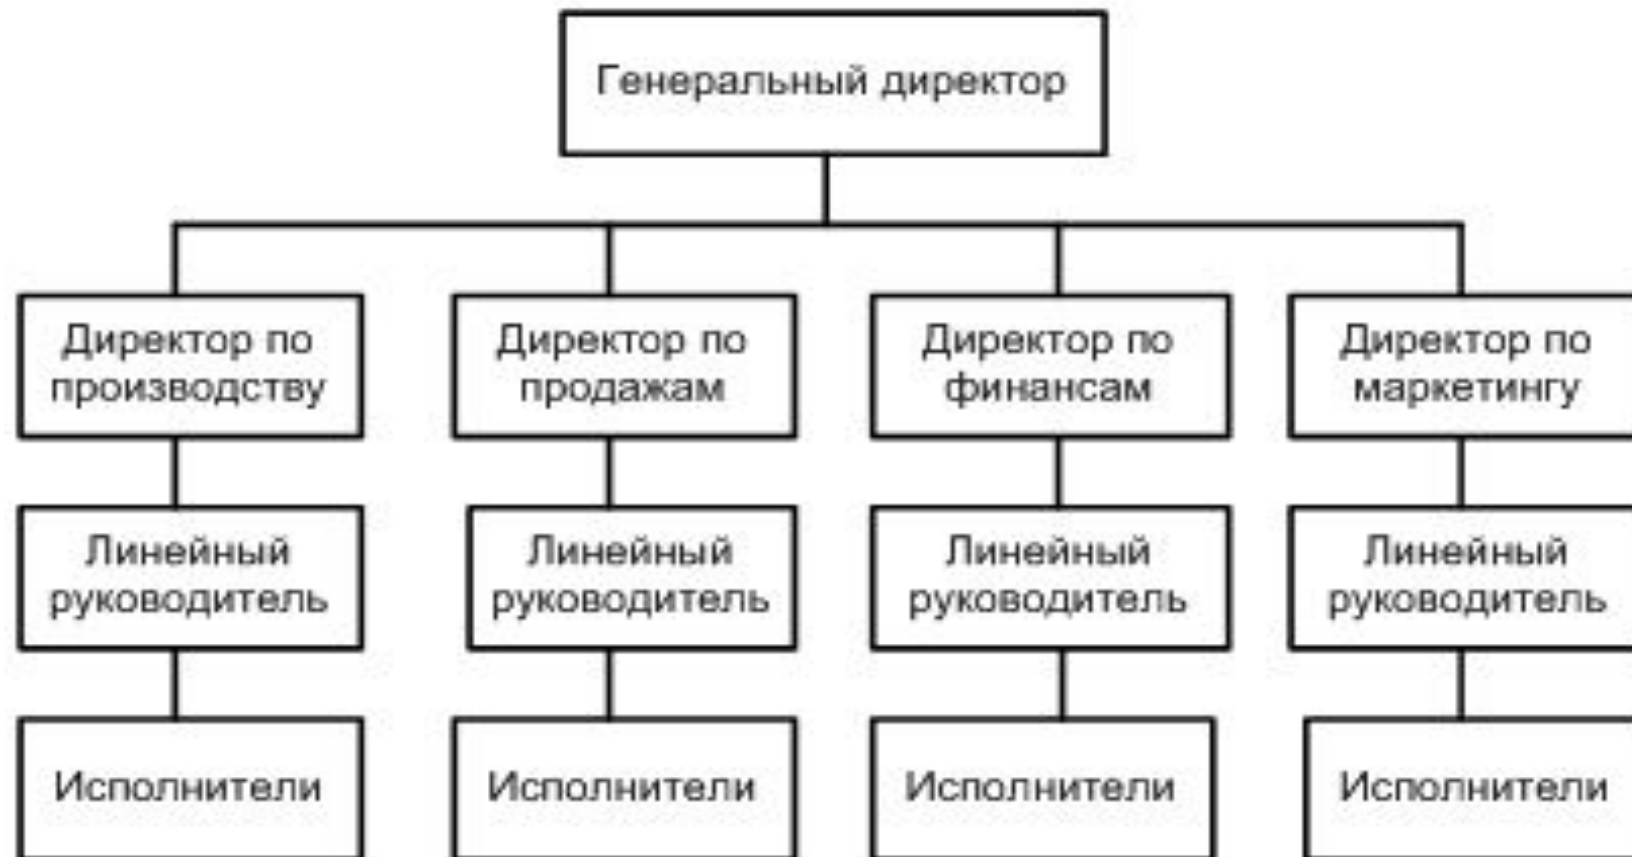 Генеральный директор
Директор по
производству
Директор по
продажам
Директор по
финансам
Директор по
маркетингу
Линейный
руководитель
Линейный
руководитель
Линейный
руководитель
Линейный
руководитель
Исполнители
Исполнители
Исполнители
Исполнители